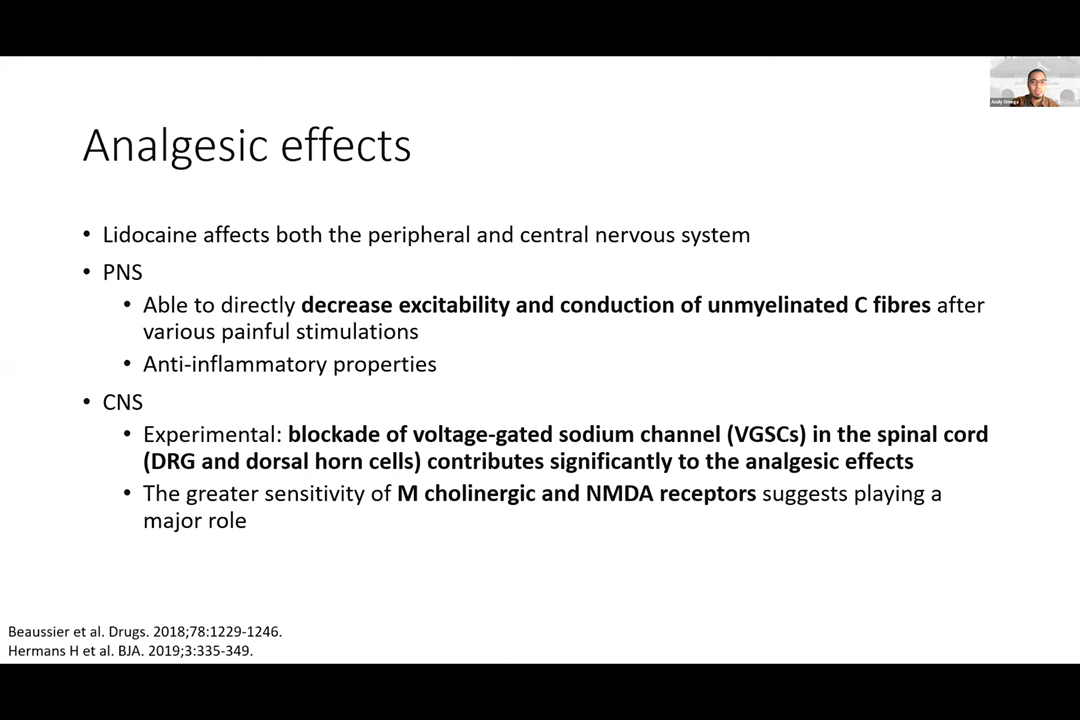 Andy Omega
Analgesic effects
• Lidocaine affects both the peripheral and central nervous system
• PNS
• Able to directly decrease excitability and conduction of unmyelinated C fibres after
various painful stimulations
• Anti-inflammatory properties
• CNS
• Experimental: blockade of voltage-gated sodium channel (VGSCs) in the spinal cord
(DRG and dorsal horn cells) contributes significantly to the analgesic effects
• The greater sensitivity of M cholinergic and NMDA receptors suggests playing a
major role
Beaussier et al. Drugs. 2018;78:1229-1246.
Hermans H et al. BJA. 2019;3:335-349.